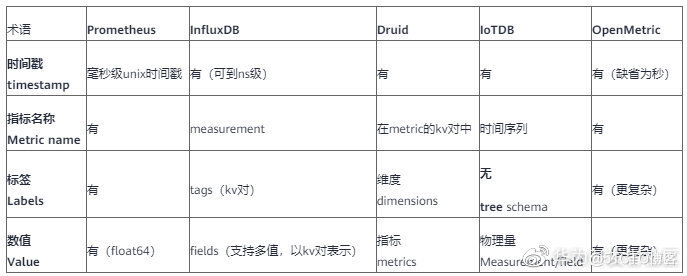 术语 Prometheus InfluxDB Druid IoTDB OpenMetric
时间戳
timestamp
毫秒级unix时间戳 有（可到ns级） 有 有 有（缺省为秒）
指标名称
Metric name
有 measurement 在metric的kv对中 时间序列 有
标签
Labels
有 tags（kv对）
维度
dimensions
无
tree schema
有（更复杂）
数值
Value
有（float64） fields（支持多值，以kv对表示）
指标
metrics
物理量
Measurement/field
有（更复杂）